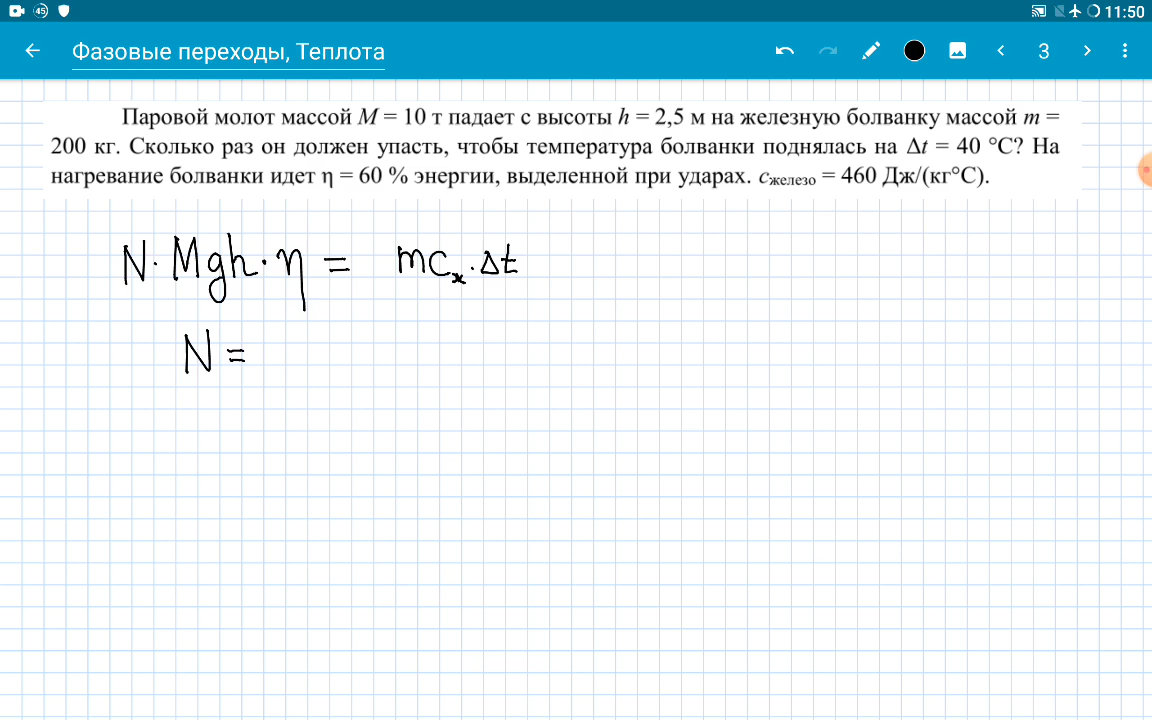 45 11:50
Фазовые переходы, Теплота 3
Паровой молот массой M = 10 т падает с высоты h = 2,5 м на железную болванку массой m =
200 кг. Сколько раз он должен упасть, чтобы температура болванки поднялась на Δt = 40 °C? На
нагревание болванки идет η = 60 % энергии, выделенной при ударах. cжелезо = 460 Дж/(кг°C).
N · Mgh · η = mcж · Δt
N =